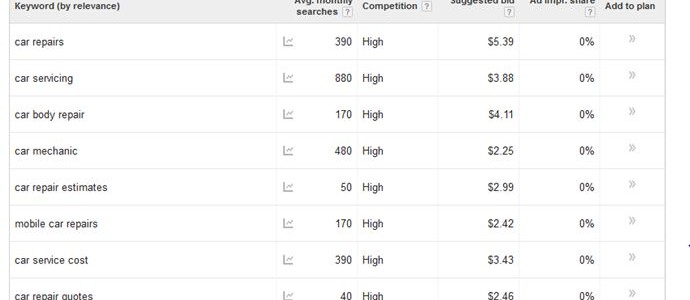 Keyword (by relevance) Avg. monthly searches ? Competition ? Suggested bid ? Ad impr. share ? Add to plan
car repairs 390 High $5.39 0% »
car servicing 880 High $3.88 0% »
car body repair 170 High $4.11 0% »
car mechanic 480 High $2.25 0% »
car repair estimates 50 High $2.99 0% »
mobile car repairs 170 High $2.42 0% »
car service cost 390 High $3.43 0% »
car repair quotes 40 High $2.46 0% »